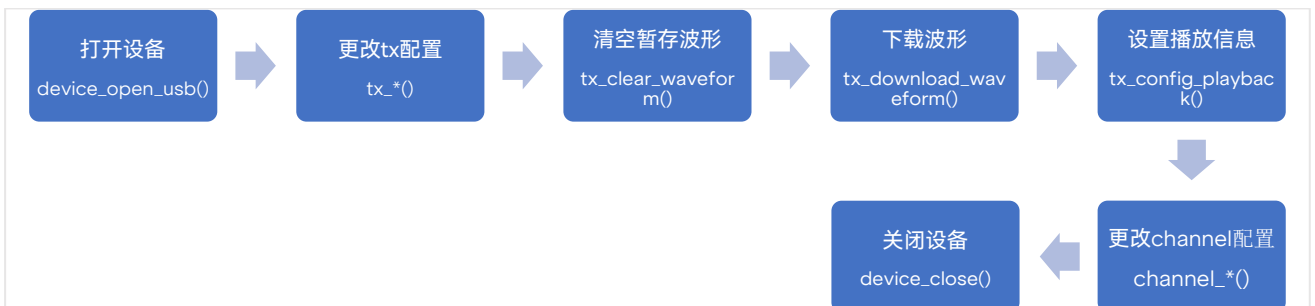 打开设备
device_open_usb()
更改tx配置
tx_*()
清空暂存波形
tx_clear_wavefor
m()
下载波形
tx_download_wav
eform()
设置播放信息
tx_config_playbac
k()
更改channel配置
channel_*()
关闭设备
device_close()